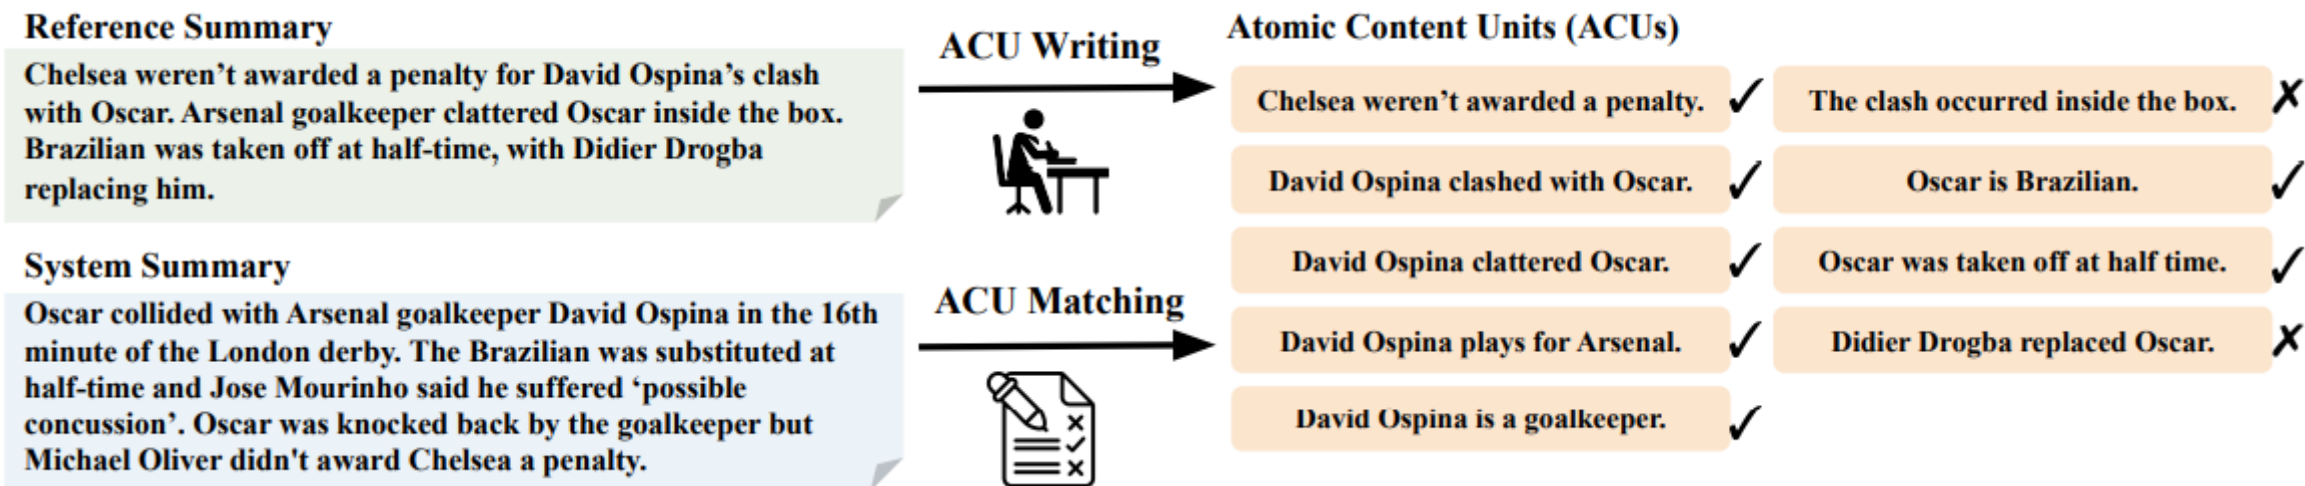 Reference Summary
Chelsea weren’t awarded a penalty for David Ospina’s clash
with Oscar. Arsenal goalkeeper clattered Oscar inside the box.
Brazilian was taken off at half-time, with Didier Drogba
replacing him.
System Summary
Oscar collided with Arsenal goalkeeper David Ospina in the 16th
minute of the London derby. The Brazilian was substituted at
half-time and Jose Mourinho said he suffered ‘possible
concussion’. Oscar was knocked back by the goalkeeper but
Michael Oliver didn't award Chelsea a penalty.
ACU Writing
ACU Matching
Atomic Content Units (ACUs)
Chelsea weren’t awarded a penalty. ✓
David Ospina clashed with Oscar. ✓
David Ospina clattered Oscar. ✓
David Ospina plays for Arsenal. ✓
David Ospina is a goalkeeper. ✓
The clash occurred inside the box. ✗
Oscar is Brazilian. ✓
Oscar was taken off at half time. ✓
Didier Drogba replaced Oscar. ✗